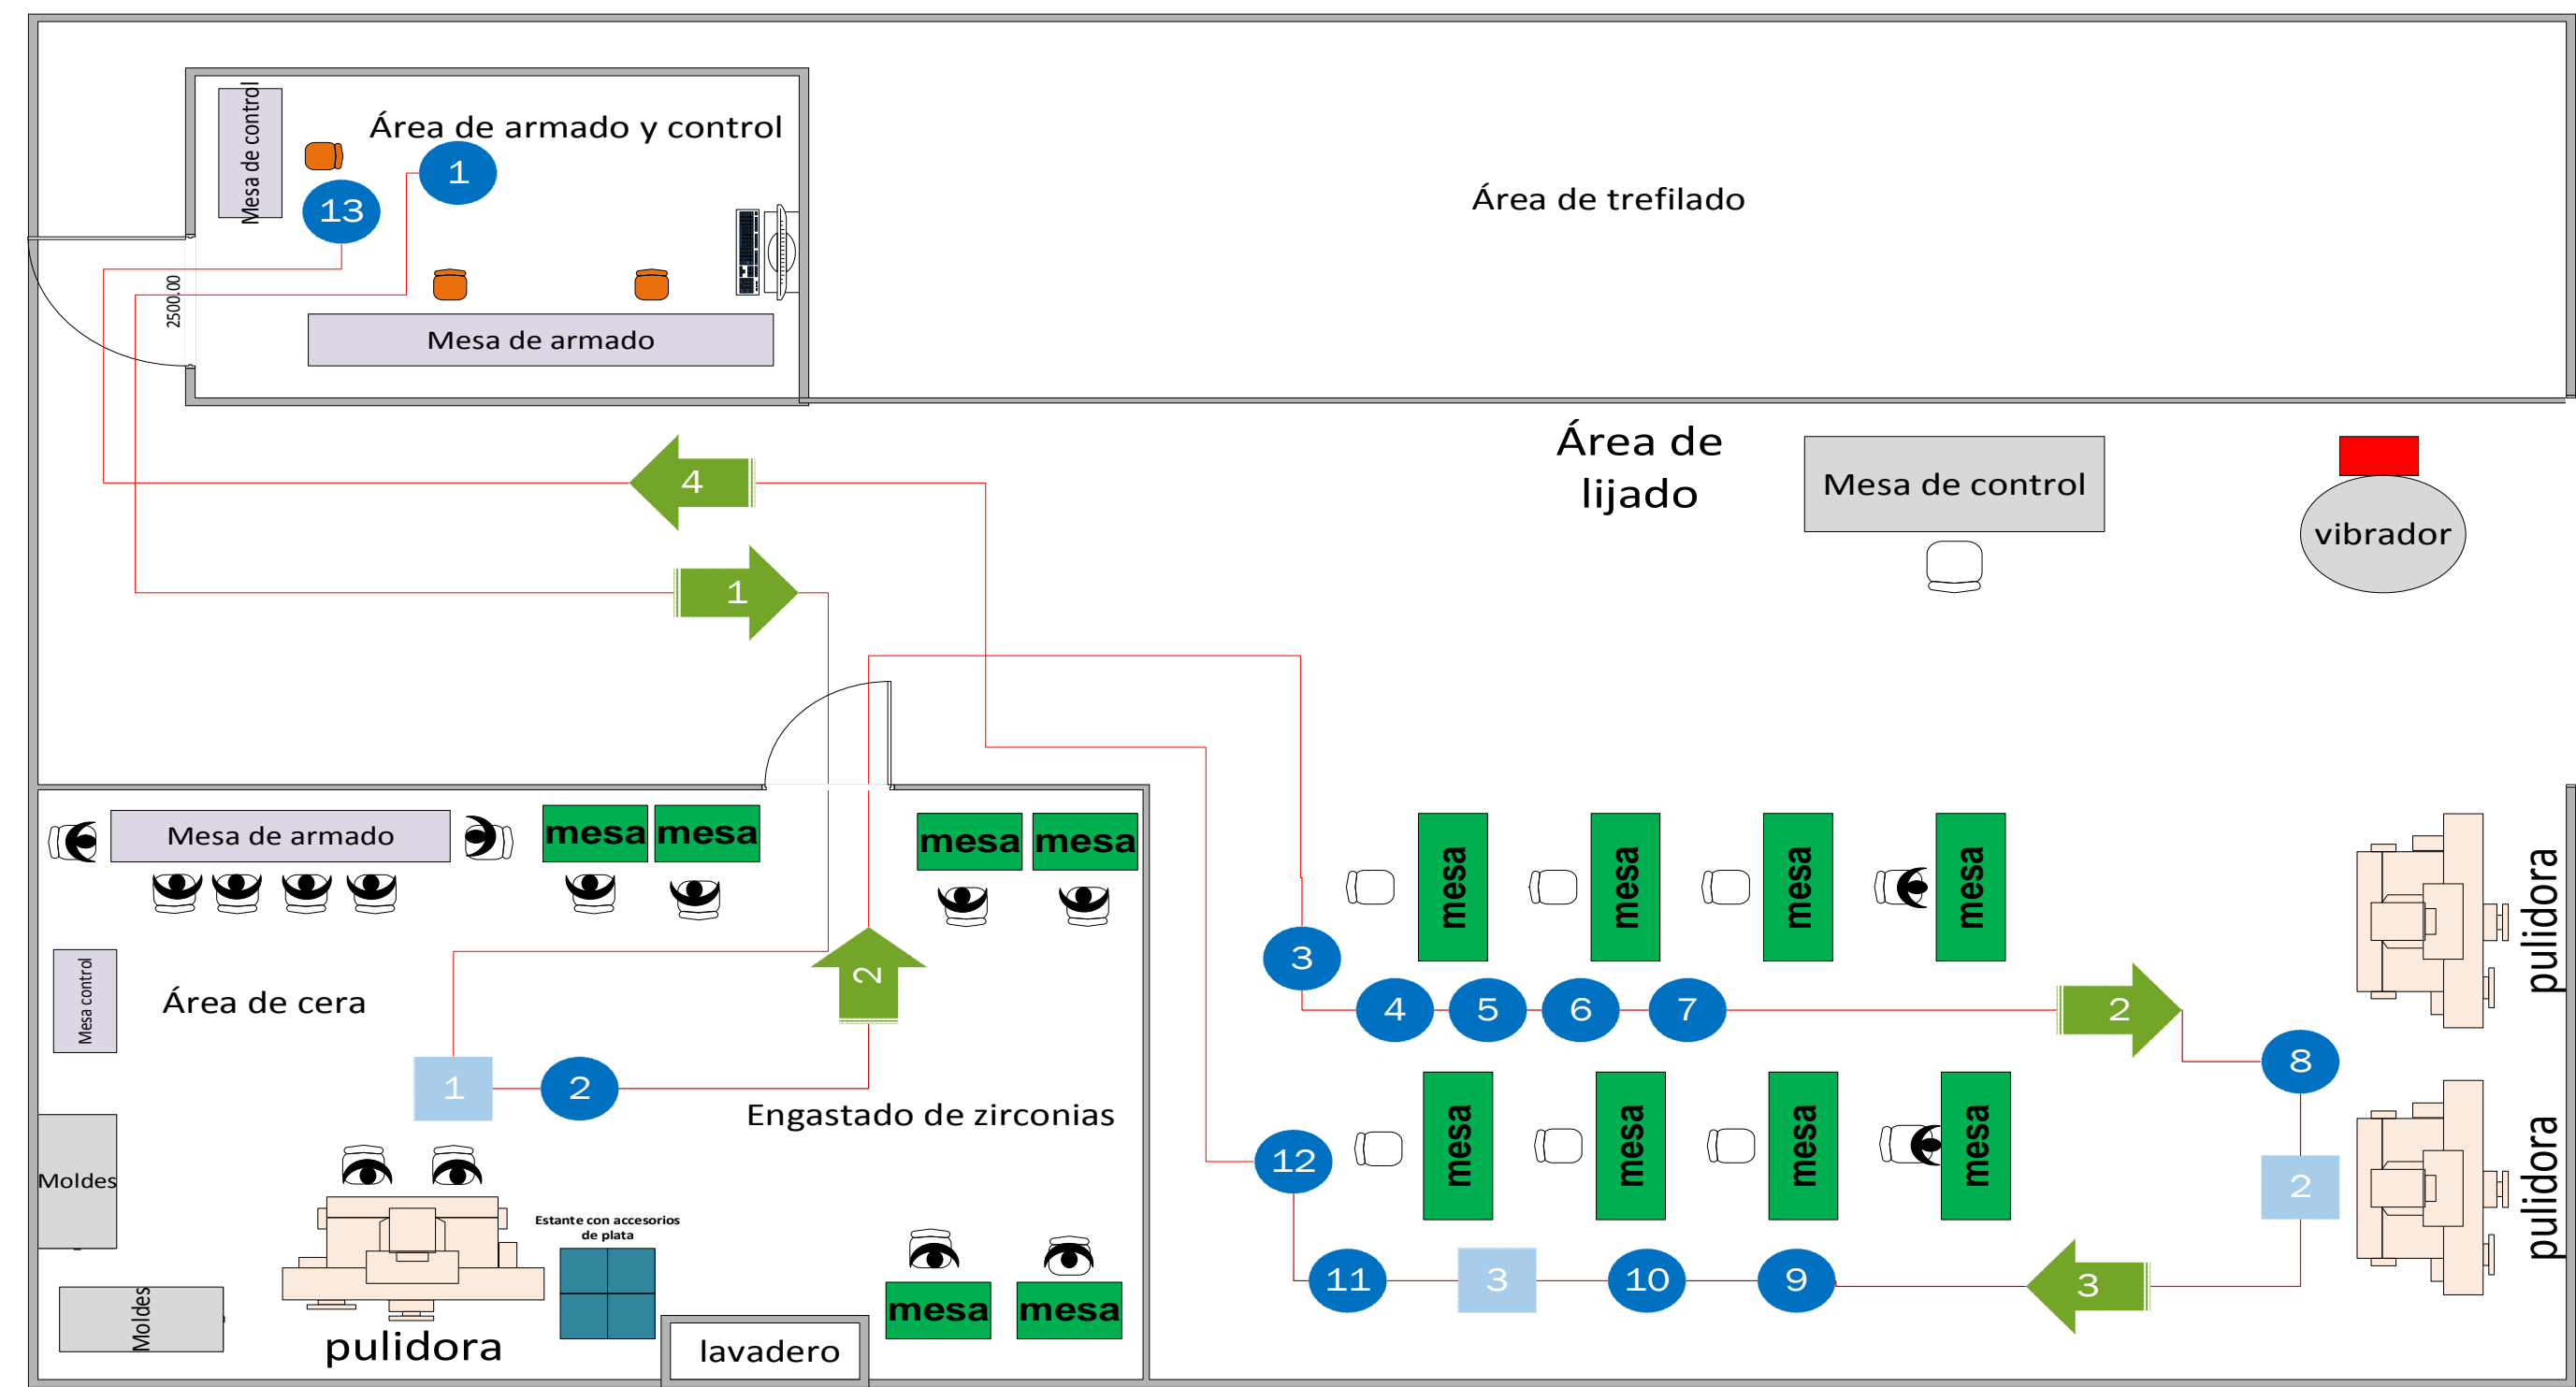 Mesa de control
Área de armado y control
1
13
2500.00
Mesa de armado
Área de trefilado
Área de
lijado
Mesa de control
vibrador
4
1
Mesa de armado
mesa
mesa
mesa
mesa
Mesa control
Área de cera
2
1
2
Engastado de zirconias
Moldes
Moldes
pulidora
Estante con accesorios
de plata
lavadero
mesa
mesa
mesa
mesa
mesa
mesa
pulidora
3
4
5
6
7
2
8
mesa
mesa
mesa
mesa
pulidora
12
2
11
3
10
9
3